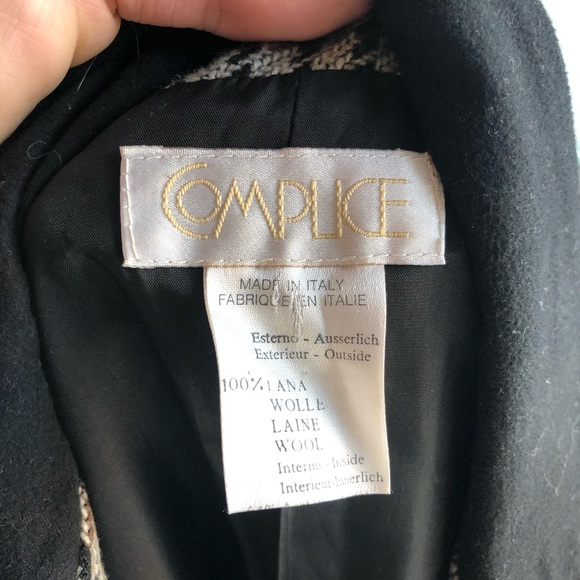 COMPLICE
MADE IN ITALY
FABRIQUE EN ITALIE
Esterno - Ausserlich
Exterieur - Outside
100% LANA
WOLLE
LAINE
WOOL
Interno - Inside
Interieur - Innerlich